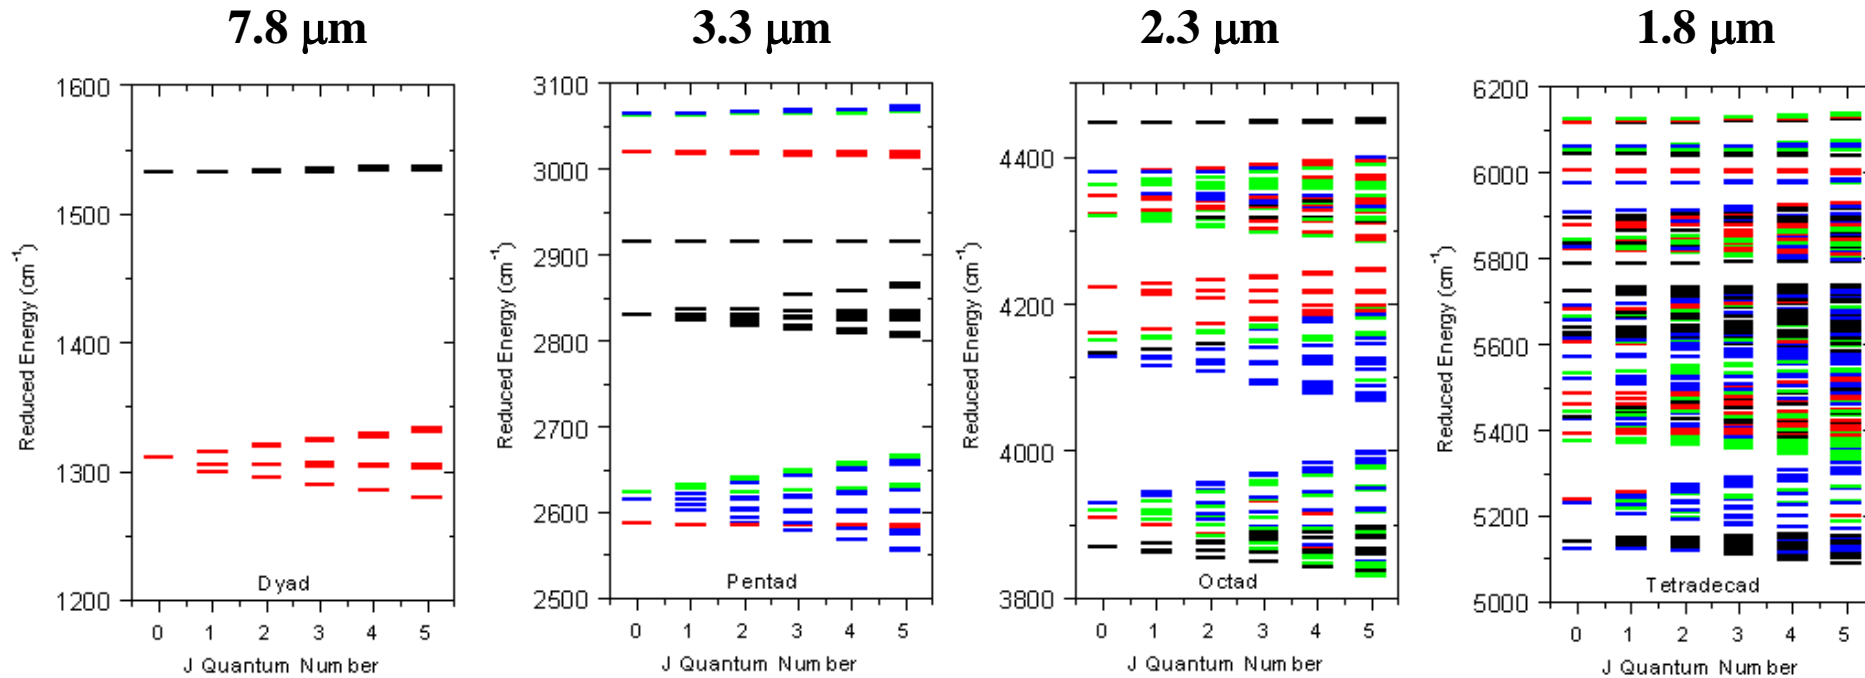 7.8 μm
3.3 μm
2.3 μm
1.8 μm
Reduced Energy (cm⁻¹)
1600
1500
1400
1300
1200
Dyad
0 1 2 3 4 5
J Quantum Number
Reduced Energy (cm⁻¹)
3100
3000
2900
2800
2700
2600
2500
Pentad
0 1 2 3 4 5
J Quantum Number
Reduced Energy (cm⁻¹)
4400
4200
4000
3800
Octad
0 1 2 3 4 5
J Quantum Number
Reduced Energy (cm⁻¹)
6200
6000
5800
5600
5400
5200
5000
Tetradecad
0 1 2 3 4 5
J Quantum Number